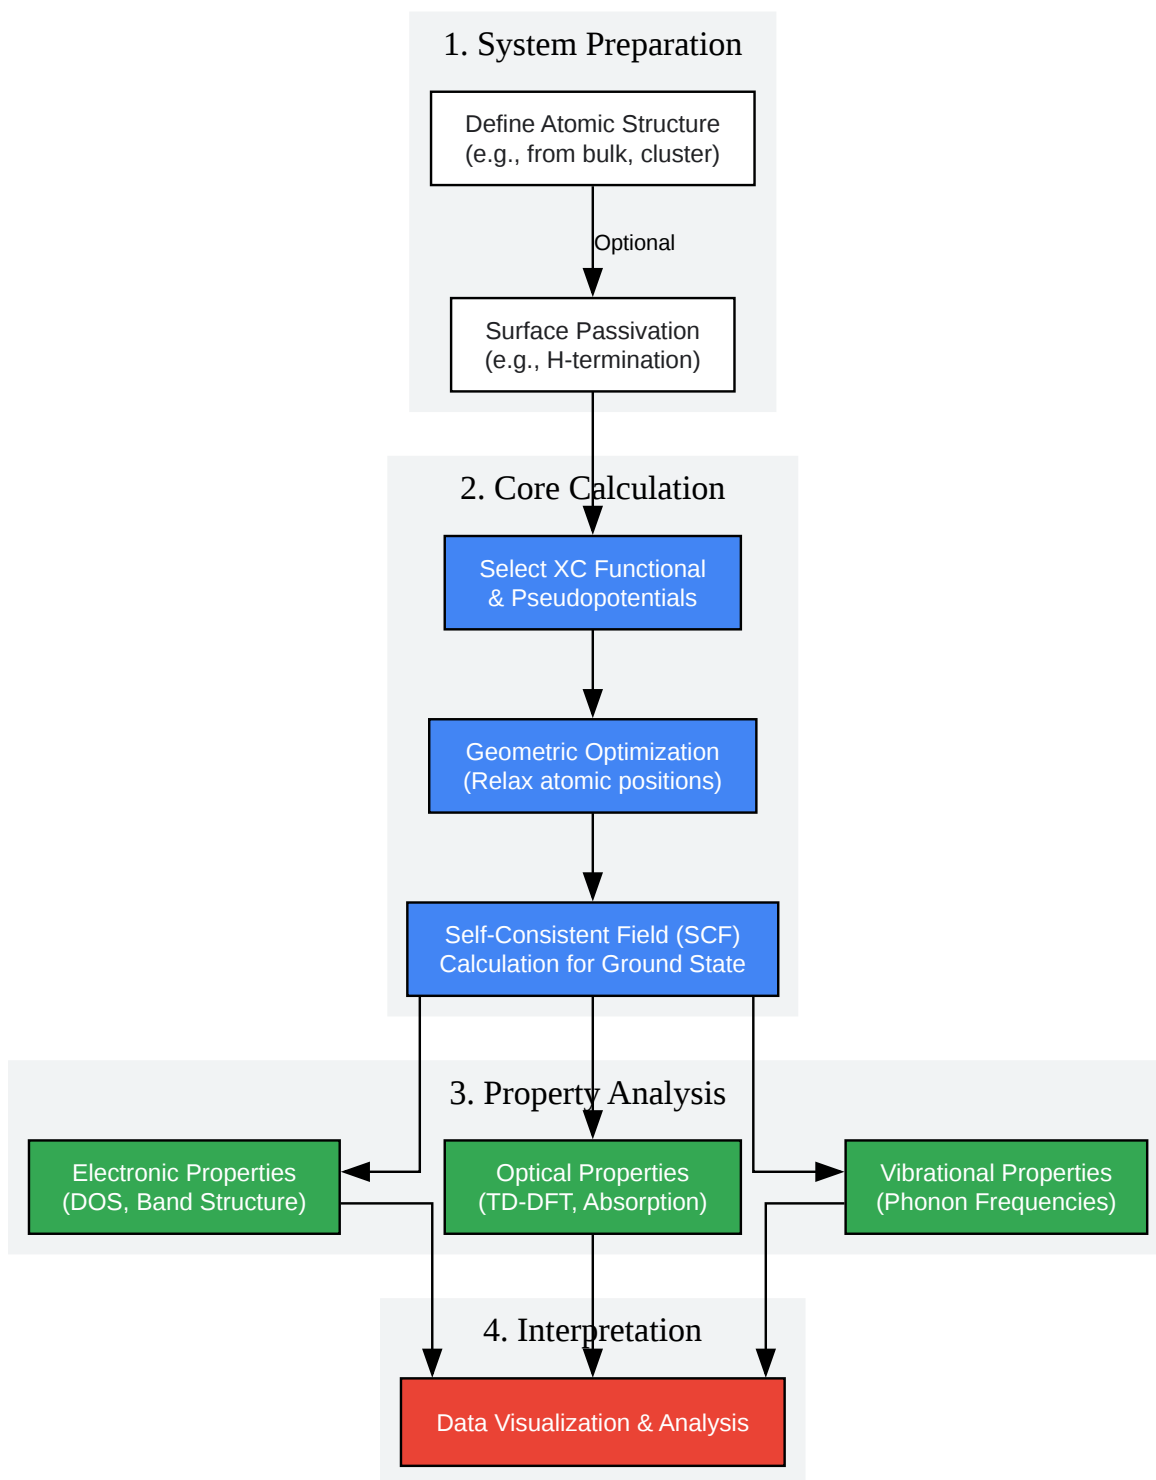 1. System Preparation
Define Atomic Structure
(e.g., from bulk, cluster)
Optional
Surface Passivation
(e.g., H-termination)
2. Core Calculation
Select XC Functional
& Pseudopotentials
Geometric Optimization
(Relax atomic positions)
Self-Consistent Field (SCF)
Calculation for Ground State
3. Property Analysis
Electronic Properties
(DOS, Band Structure)
Optical Properties
(TD-DFT, Absorption)
Vibrational Properties
(Phonon Frequencies)
4. Interpretation
Data Visualization & Analysis